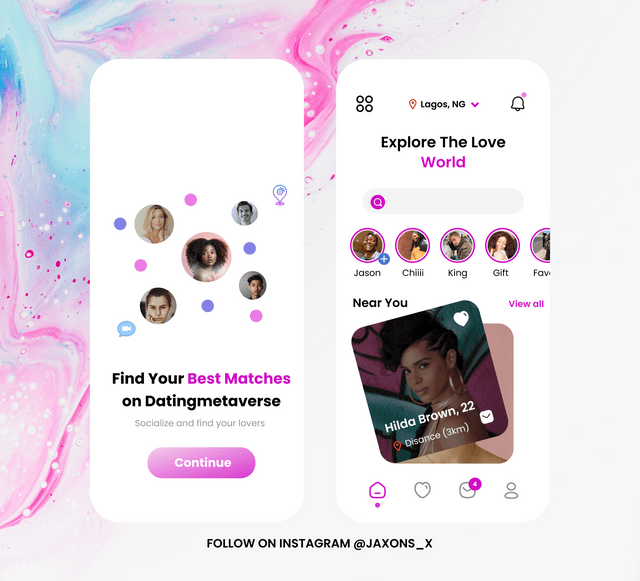 Find Your Best Matches
on Datingmetaverse
Socialize and find your lovers
Continue
Lagos, NG
Explore The Love
World
Jason
Chiiii
King
Gift
Favo
Near You
View all
Hilda Brown, 22
Disance (3km)
4
FOLLOW ON INSTAGRAM @JAXONS_X